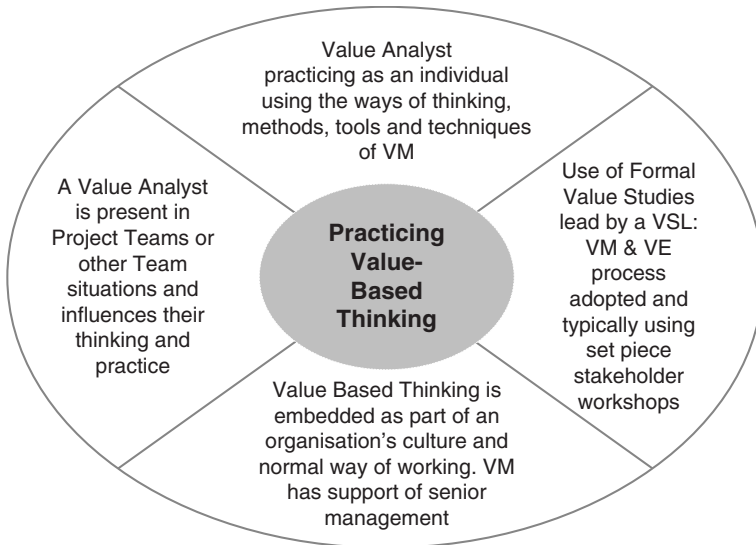 Value Analyst
practicing as an individual
using the ways of thinking,
methods, tools and techniques
of VM
A Value Analyst
is present in
Project Teams or
other Team
situations and
influences their
thinking and
practice
Practicing
Value-
Based
Thinking
Use of Formal
Value Studies
lead by a VSL:
VM & VE
process
adopted and
typically using
set piece
stakeholder
workshops
Value Based Thinking is
embedded as part of an
organisation’s culture and
normal way of working. VM
has support of senior
management